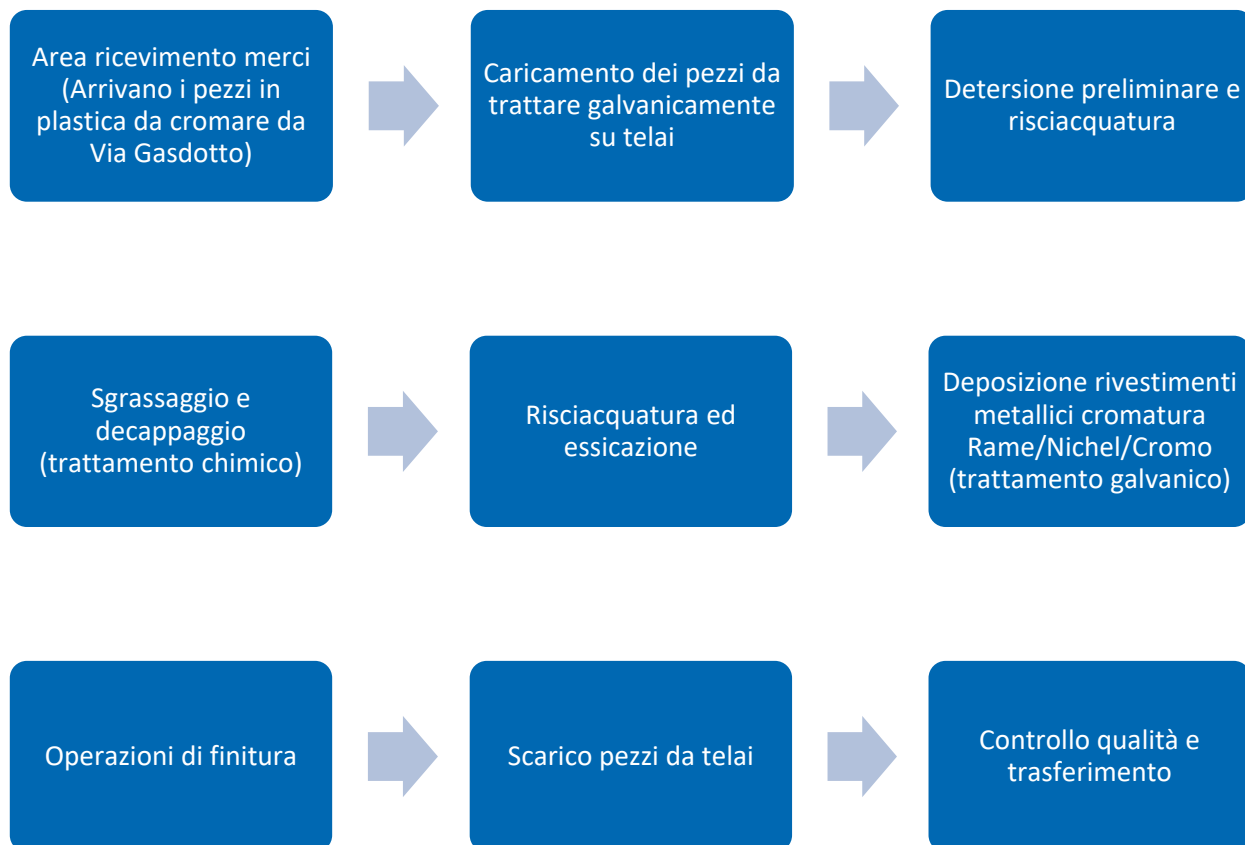 Area ricevimento merci
(Arrivano i pezzi in
plastica da cromare da
Via Gasdotto)
Caricamento dei pezzi da
trattare galvanicamente
su telai
Detersione preliminare e
risciacquatura
Sgrassaggio e
decappaggio
(trattamento chimico)
Risciacquatura ed
essicazione
Deposizione rivestimenti
metallici cromatura
Rame/Nichel/Cromo
(trattamento galvanico)
Operazioni di finitura
Scarico pezzi da telai
Controllo qualità e
trasferimento